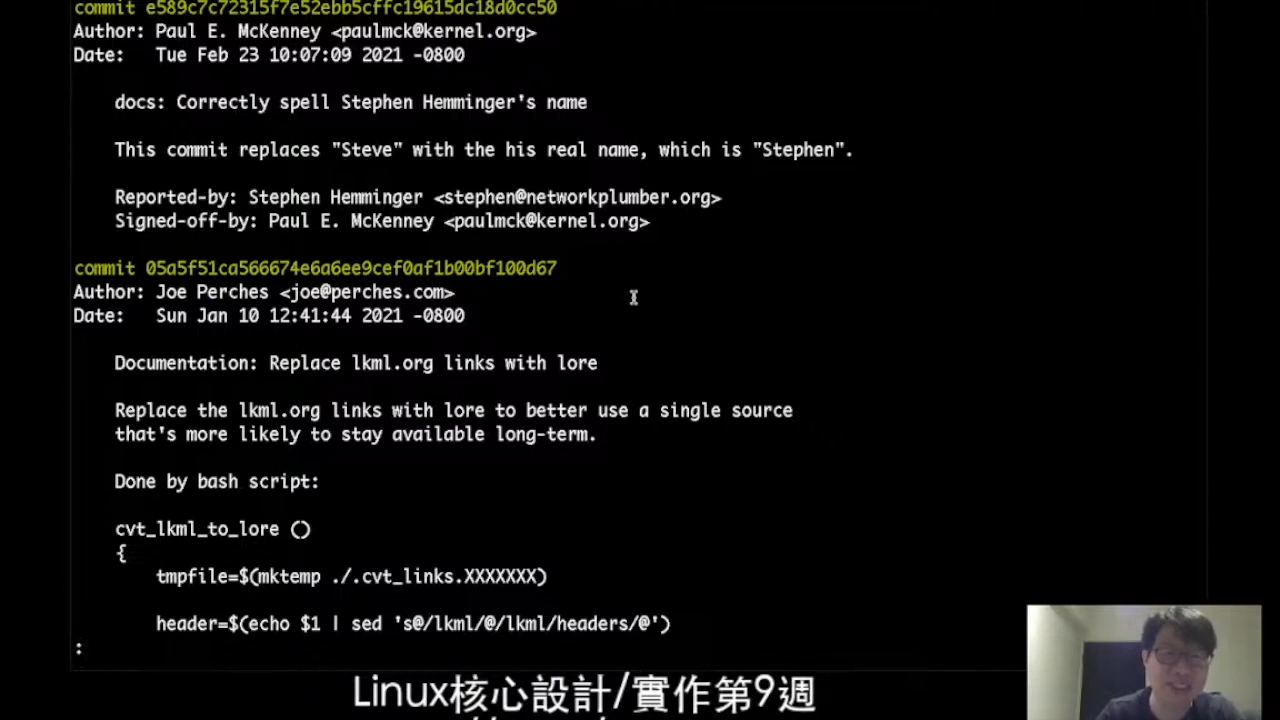 commit e589c7c72315f7e52ebb5cffc19615dc18d0cc50
Author: Paul E. McKenney <paulmck@kernel.org>
Date:   Tue Feb 23 10:07:09 2021 -0800
docs: Correctly spell Stephen Hemminger's name
This commit replaces "Steve" with the his real name, which is "Stephen".
Reported-by: Stephen Hemminger <stephen@networkplumber.org>
Signed-off-by: Paul E. McKenney <paulmck@kernel.org>
commit 05a5f51ca566674e6a6ee9cef0af1b00bf100d67
Author: Joe Perches <joe@perches.com>
Date:   Sun Jan 10 12:41:44 2021 -0800
Documentation: Replace lkml.org links with lore
Replace the lkml.org links with lore to better use a single source
that's more likely to stay available long-term.
Done by bash script:
cvt_lkml_to_lore ()
{
tmpfile=$(mktemp ./.cvt_links.XXXXXXX)
header=$(echo $1 | sed 's@/lkml/@/lkml/headers/@')
:
Linux核心設計/實作第9週